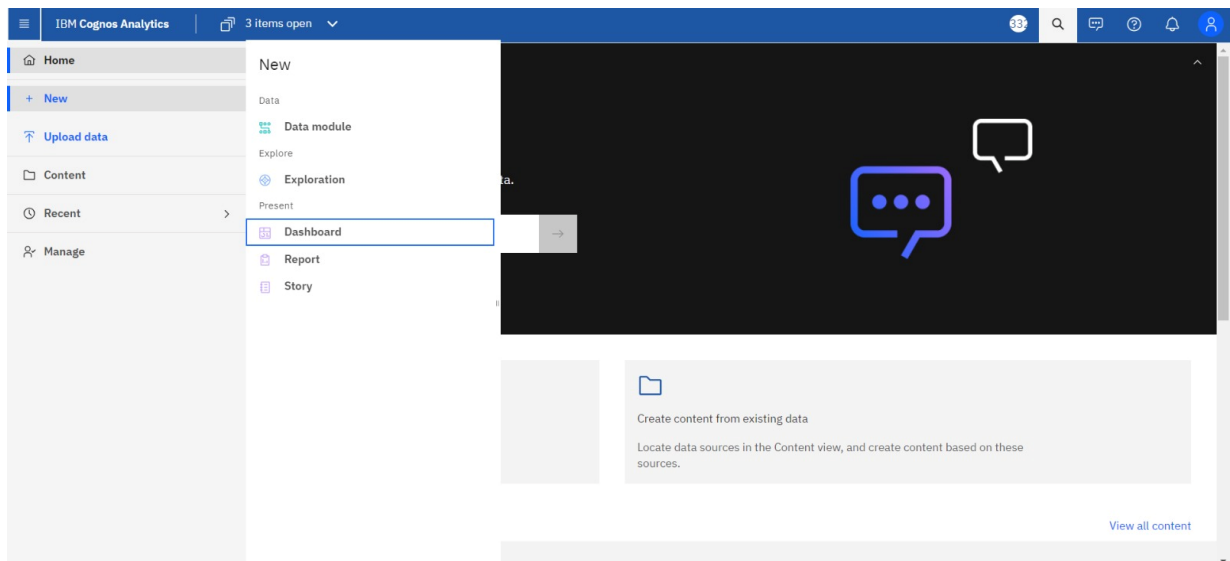 IBM Cognos Analytics
3 items open
Home
New
Upload data
Content
Recent
Manage
New
Data
Data module
Explore
Exploration
Present
Dashboard
Report
Story
ta.
Create content from existing data
Locate data sources in the Content view, and create content based on these
sources.
View all content